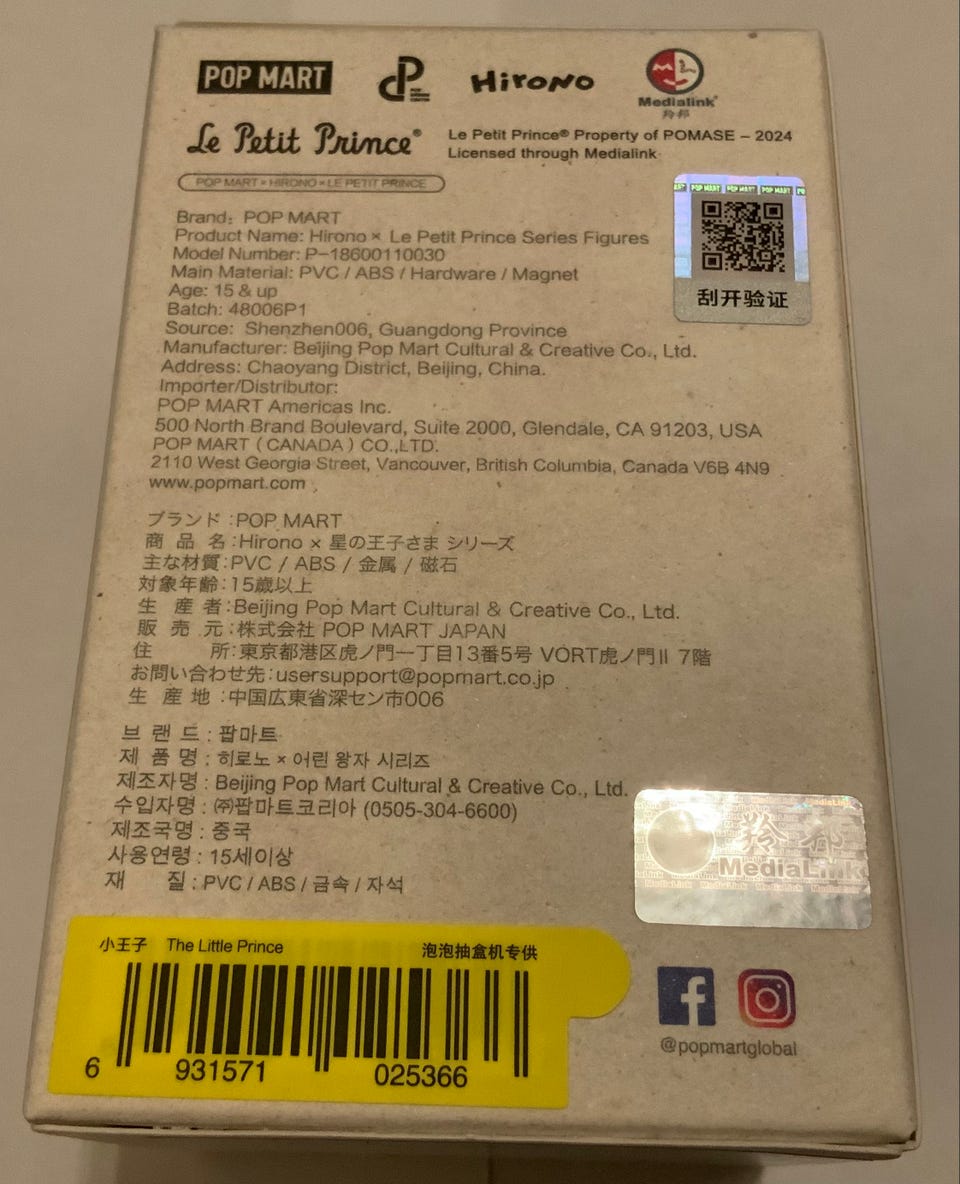 POP MART
Hirono
Medialink
羚邦
Le Petit Prince®
Le Petit Prince® Property of POMASE – 2024
Licensed through Medialink
POP MART × HIRONO × LE PETIT PRINCE
POP MART POP MART POP MART
刮开验证
Brand: POP MART
Product Name: Hirono × Le Petit Prince Series Figures
Model Number: P-18600110030
Main Material: PVC / ABS / Hardware / Magnet
Age: 15 & up
Batch: 48006P1
Source: Shenzhen006, Guangdong Province
Manufacturer: Beijing Pop Mart Cultural & Creative Co., Ltd.
Address: Chaoyang District, Beijing, China.
Importer/Distributor:
POP MART Americas Inc.
500 North Brand Boulevard, Suite 2000, Glendale, CA 91203, USA
POP MART ( CANADA ) CO.,LTD.
2110 West Georgia Street, Vancouver, British Columbia, Canada V6B 4N9
www.popmart.com
ブランド:POP MART
商品名:Hirono × 星の王子さま シリーズ
主な材質:PVC / ABS / 金属 / 磁石
対象年齢:15歳以上
生産者:Beijing Pop Mart Cultural & Creative Co., Ltd.
販売元:株式会社 POP MART JAPAN
住所:東京都港区虎ノ門一丁目13番5号 VORT虎ノ門II 7階
お問い合わせ先:usersupport@popmart.co.jp
生産地:中国広東省深セン市006
브랜드 : 팝마트
제품명 : 히로노 × 어린 왕자 시리즈
제조자명 : Beijing Pop Mart Cultural & Creative Co., Ltd.
수입자명 : ㈜팝마트코리아 (0505-304-6600)
제조국명 : 중국
사용연령 : 15세이상
재질 : PVC / ABS / 금속 / 자석
羚邦
MediaLink
小王子 The Little Prince 泡泡抽盒机专供
6 931571 025366
@popmartglobal